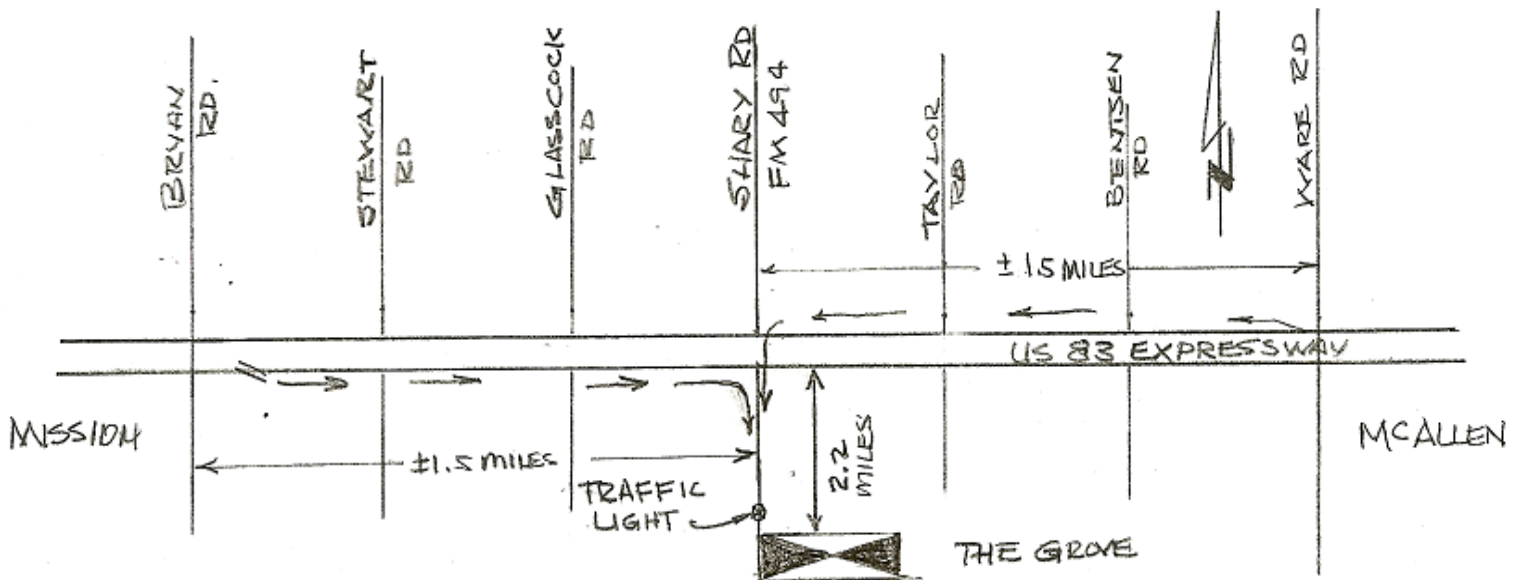 BRYAN
RD.
STEWART
RD
GLASSCOCK
RD
SHARY RD
FM 494
TAYLOR
RD
BENTSEN
RD
N
WARE RD
± 1.5 MILES
US 83 EXPRESSWAY
MISSION
±1.5 MILES
2.2
MILES
MCALLEN
TRAFFIC
LIGHT
THE GROVE